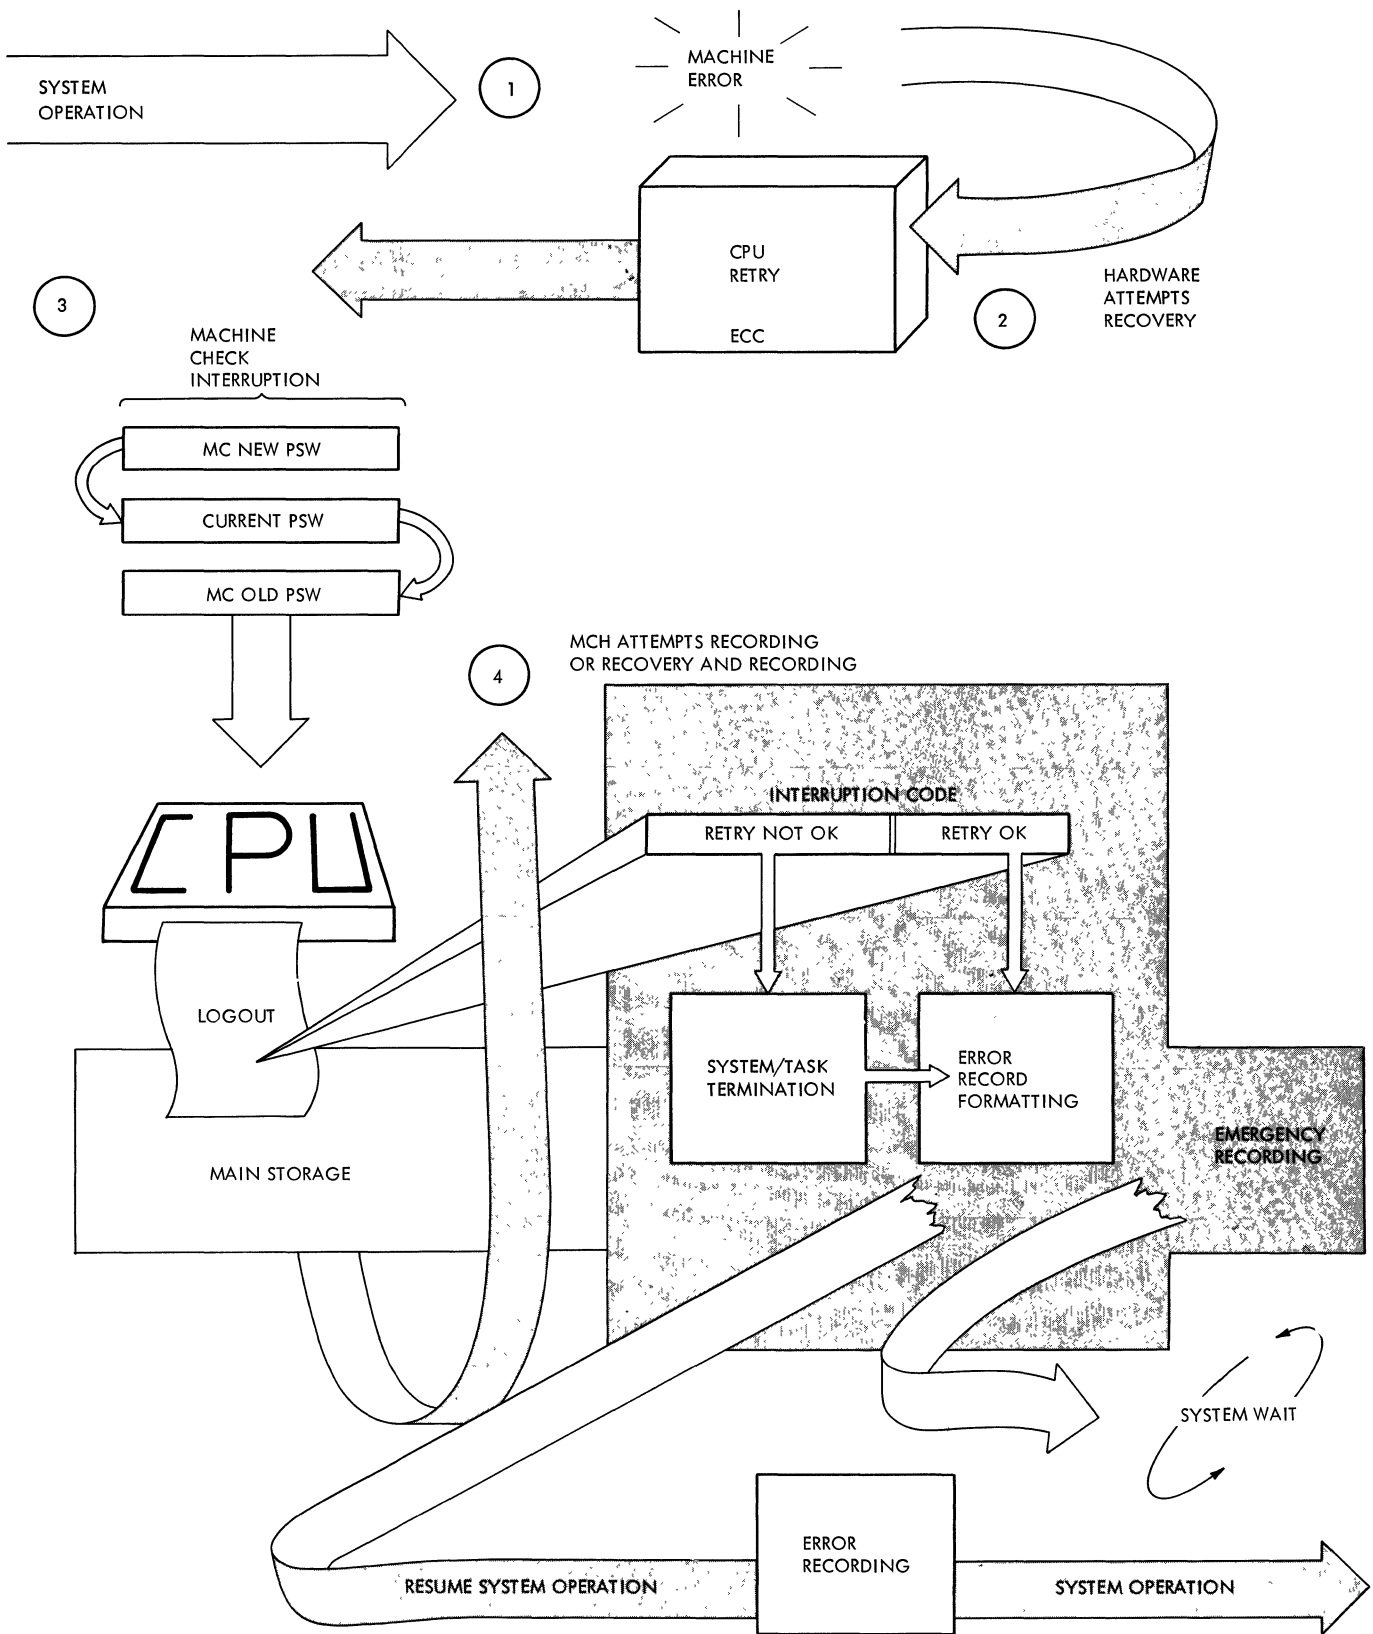 SYSTEM
OPERATION
1
MACHINE
ERROR
CPU
RETRY
ECC
2
HARDWARE
ATTEMPTS
RECOVERY
3
MACHINE
CHECK
INTERRUPTION
MC NEW PSW
CURRENT PSW
MC OLD PSW
4
MCH ATTEMPTS RECORDING
OR RECOVERY AND RECORDING
INTERRUPTION CODE
RETRY NOT OK
RETRY OK
CPU
LOGOUT
MAIN STORAGE
SYSTEM/TASK
TERMINATION
ERROR
RECORD
FORMATTING
EMERGENCY
RECORDING
SYSTEM WAIT
ERROR
RECORDING
RESUME SYSTEM OPERATION
SYSTEM OPERATION